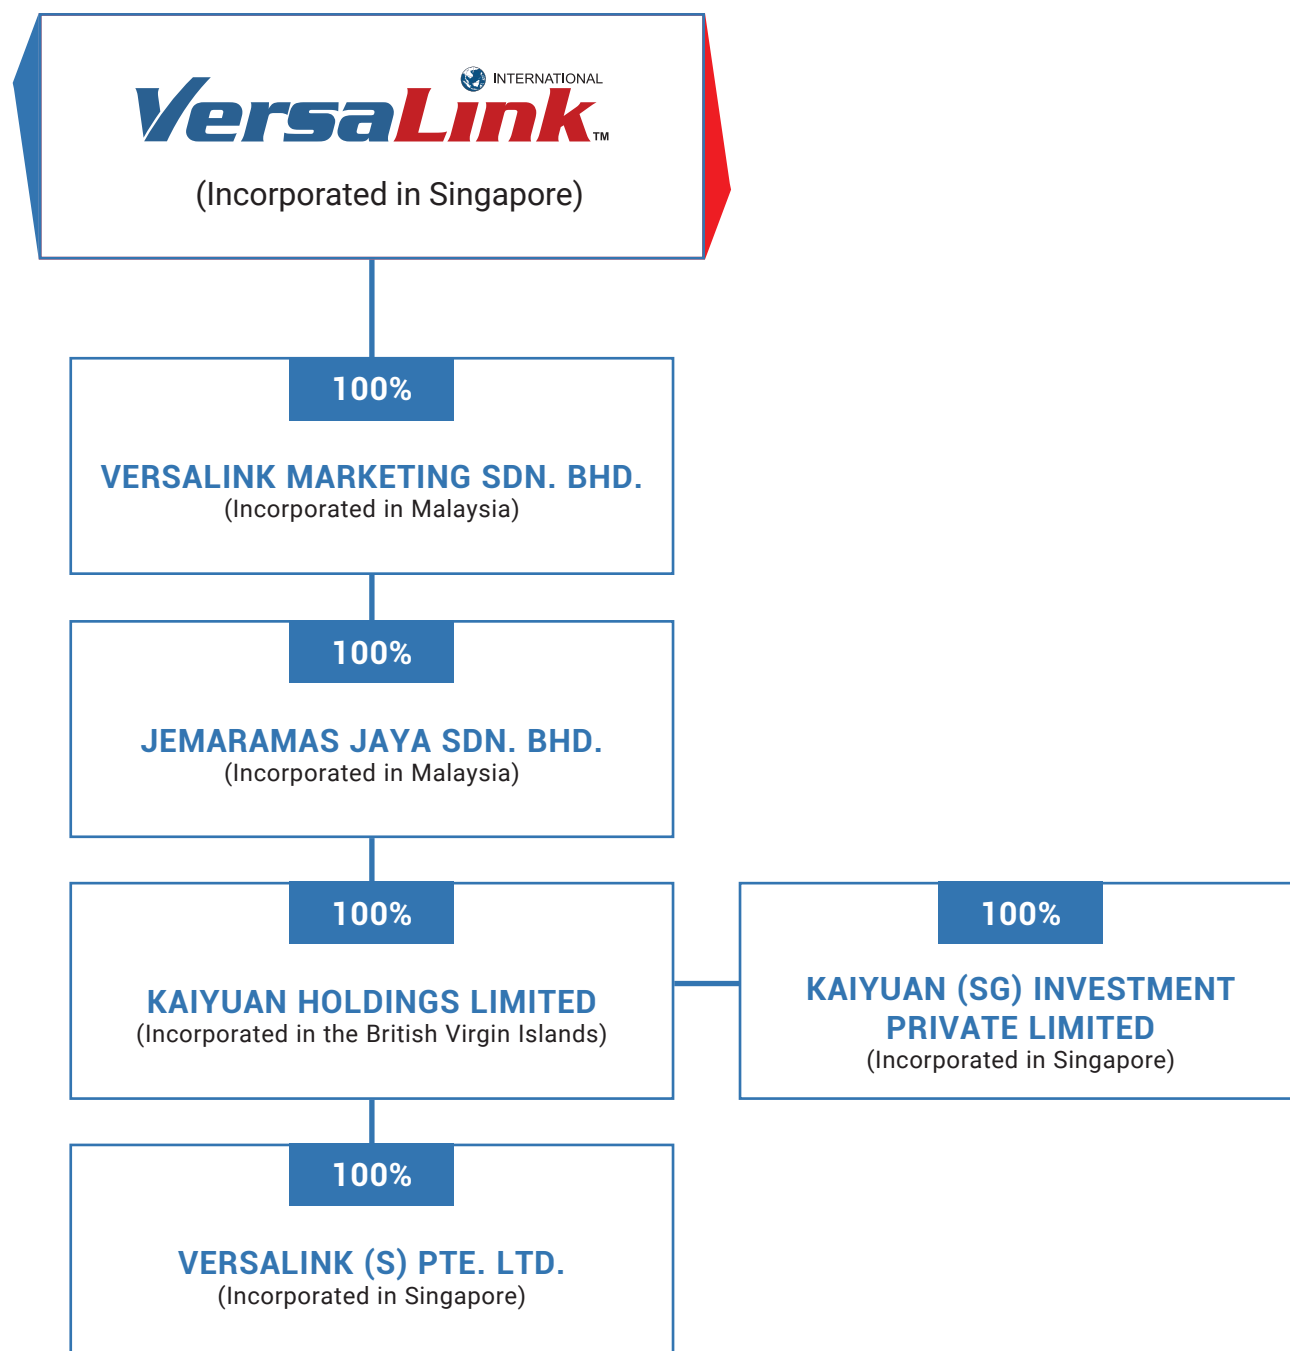 INTERNATIONAL
VersaLink™
(Incorporated in Singapore)
100%
VERSALINK MARKETING SDN. BHD.
(Incorporated in Malaysia)
100%
JEMARAMAS JAYA SDN. BHD.
(Incorporated in Malaysia)
100%
KAIYUAN HOLDINGS LIMITED
(Incorporated in the British Virgin Islands)
100%
KAIYUAN (SG) INVESTMENT
PRIVATE LIMITED
(Incorporated in Singapore)
100%
VERSALINK (S) PTE. LTD.
(Incorporated in Singapore)